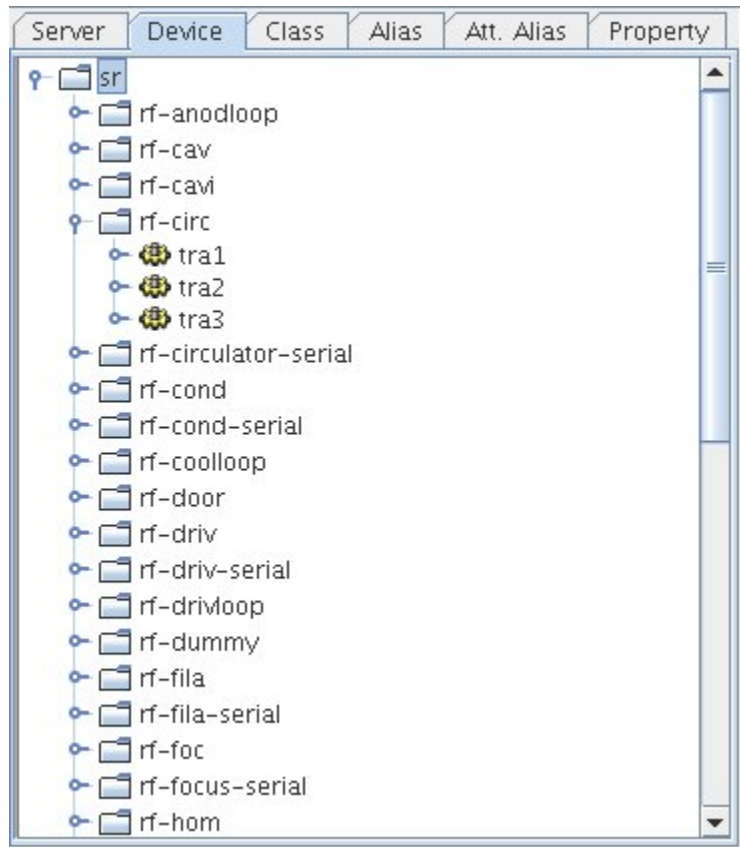 Server Device Class Alias Att. Alias Property
sr
rf-anodloop
rf-cav
rf-cavi
rf-circ
tra1
tra2
tra3
rf-circulator-serial
rf-cond
rf-cond-serial
rf-coolloop
rf-door
rf-driv
rf-driv-serial
rf-drivloop
rf-dummy
rf-fila
rf-fila-serial
rf-foc
rf-focus-serial
rf-hom